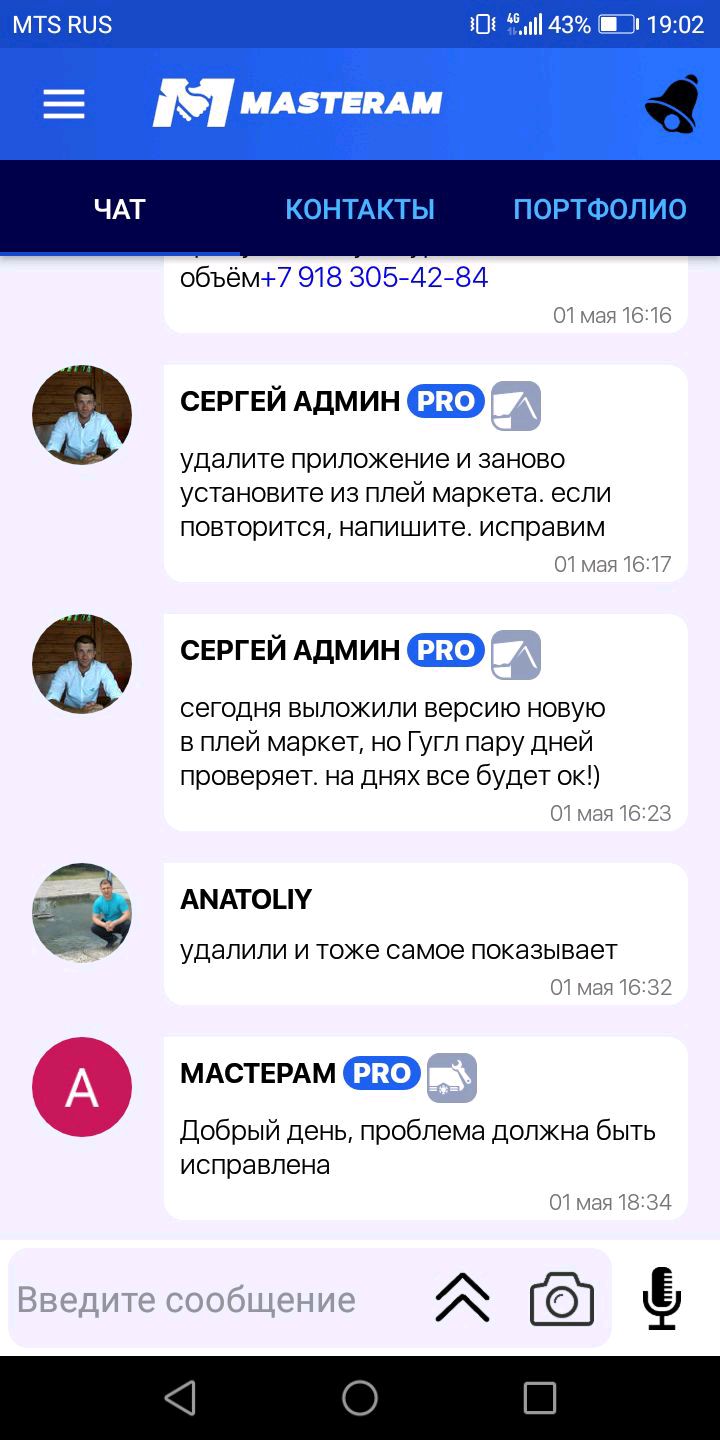 MTS RUS 4G 43% 19:02
MASTERAM
ЧАТ КОНТАКТЫ ПОРТФОЛИО
объём+7 918 305-42-84
01 мая 16:16
СЕРГЕЙ АДМИН PRO
удалите приложение и заново
установите из плей маркета. если
повторится, напишите. исправим
01 мая 16:17
СЕРГЕЙ АДМИН PRO
сегодня выложили версию новую
в плей маркет, но Гугл пару дней
проверяет. на днях все будет ок!)
01 мая 16:23
ANATOLIY
удалили и тоже самое показывает
01 мая 16:32
А
МАСТЕРАМ PRO
Добрый день, проблема должна быть
исправлена
01 мая 18:34
Введите сообщение